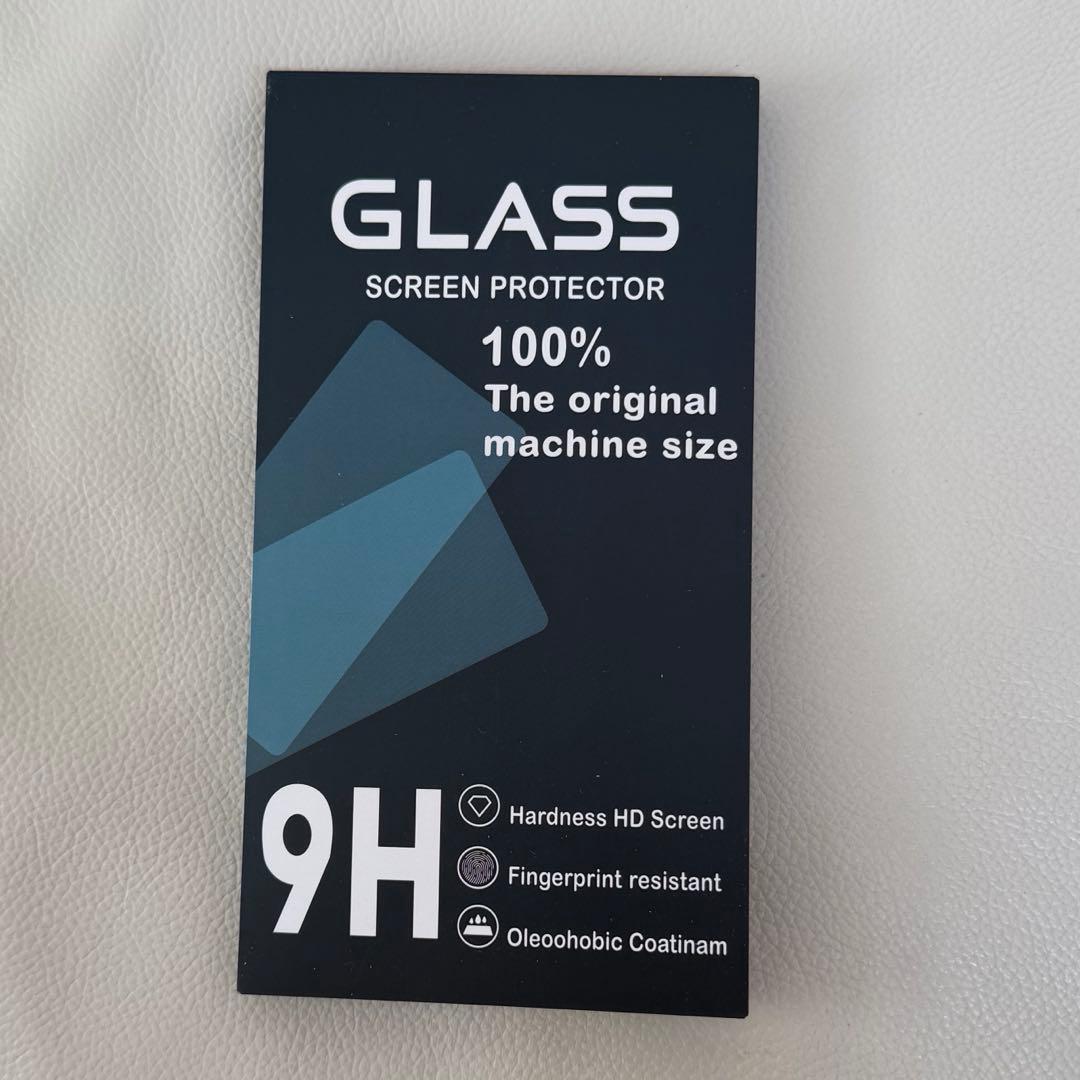 GLASS
SCREEN PROTECTOR
100%
The original
machine size
9H
Hardness HD Screen
Fingerprint resistant
Oleoohobic Coatinam